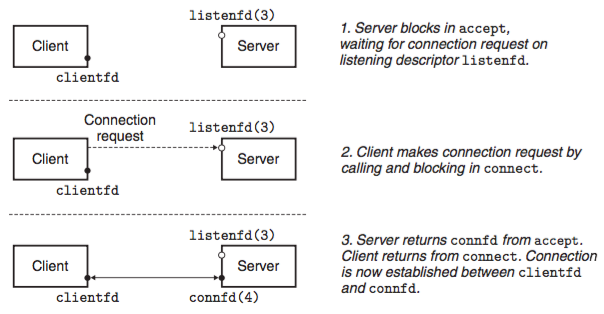 listenfd(3)
Client
Server
clientfd
1. Server blocks in accept,
waiting for connection request on
listening descriptor listenfd.
Connection
request
listenfd(3)
Client
Server
clientfd
2. Client makes connection request by
calling and blocking in connect.
listenfd(3)
Client
Server
clientfd
connfd(4)
3. Server returns connfd from accept.
Client returns from connect. Connection
is now established between clientfd
and connfd.